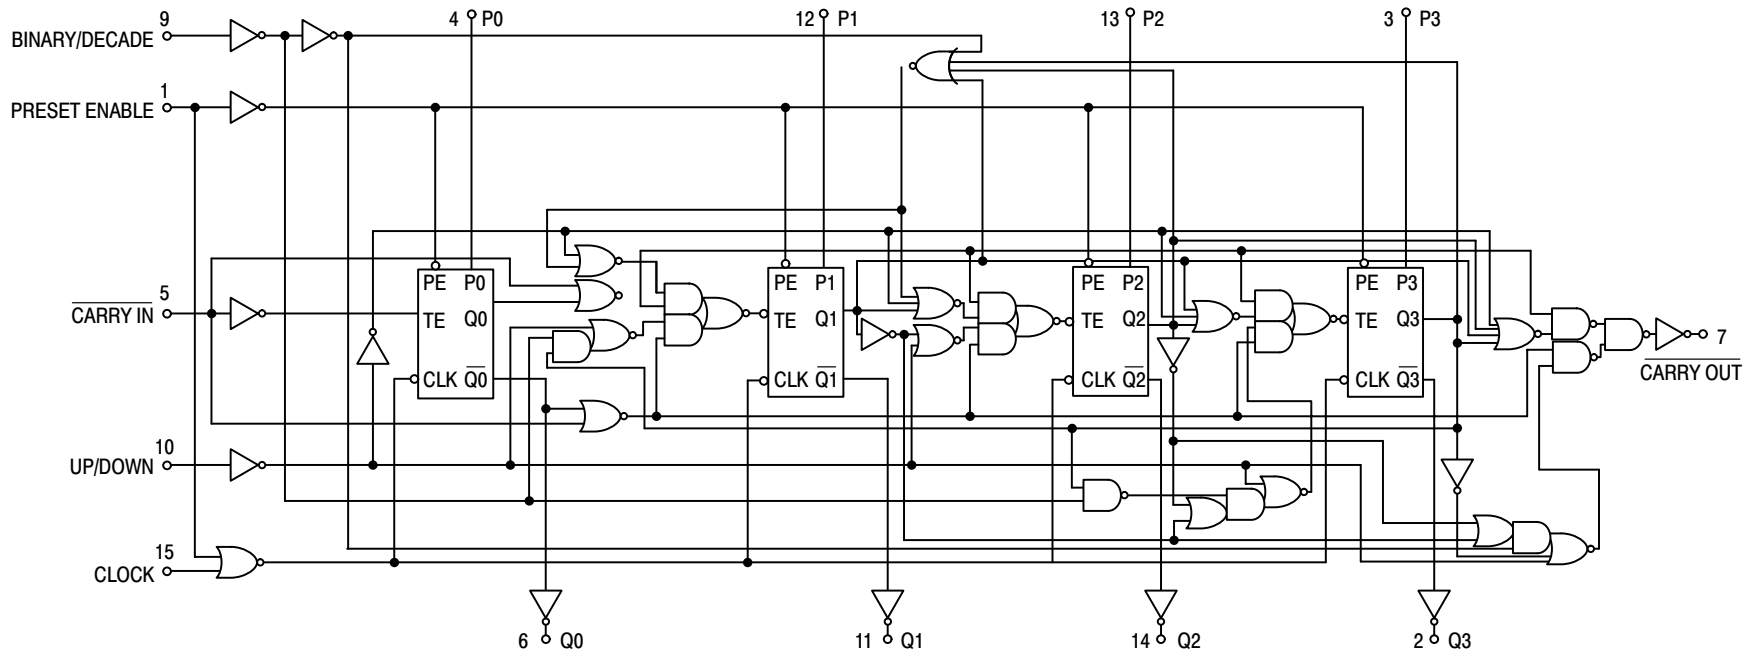 9
BINARY/DECADE
4 P0
12 P1
13 P2
3 P3
1
PRESET ENABLE
5
CARRY IN
PE P0
TE Q0
CLK Q0
PE P1
TE Q1
CLK Q1
PE P2
TE Q2
CLK Q2
PE P3
TE Q3
CLK Q3
7
CARRY OUT
10
UP/DOWN
15
CLOCK
6 Q0
11 Q1
14 Q2
2 Q3